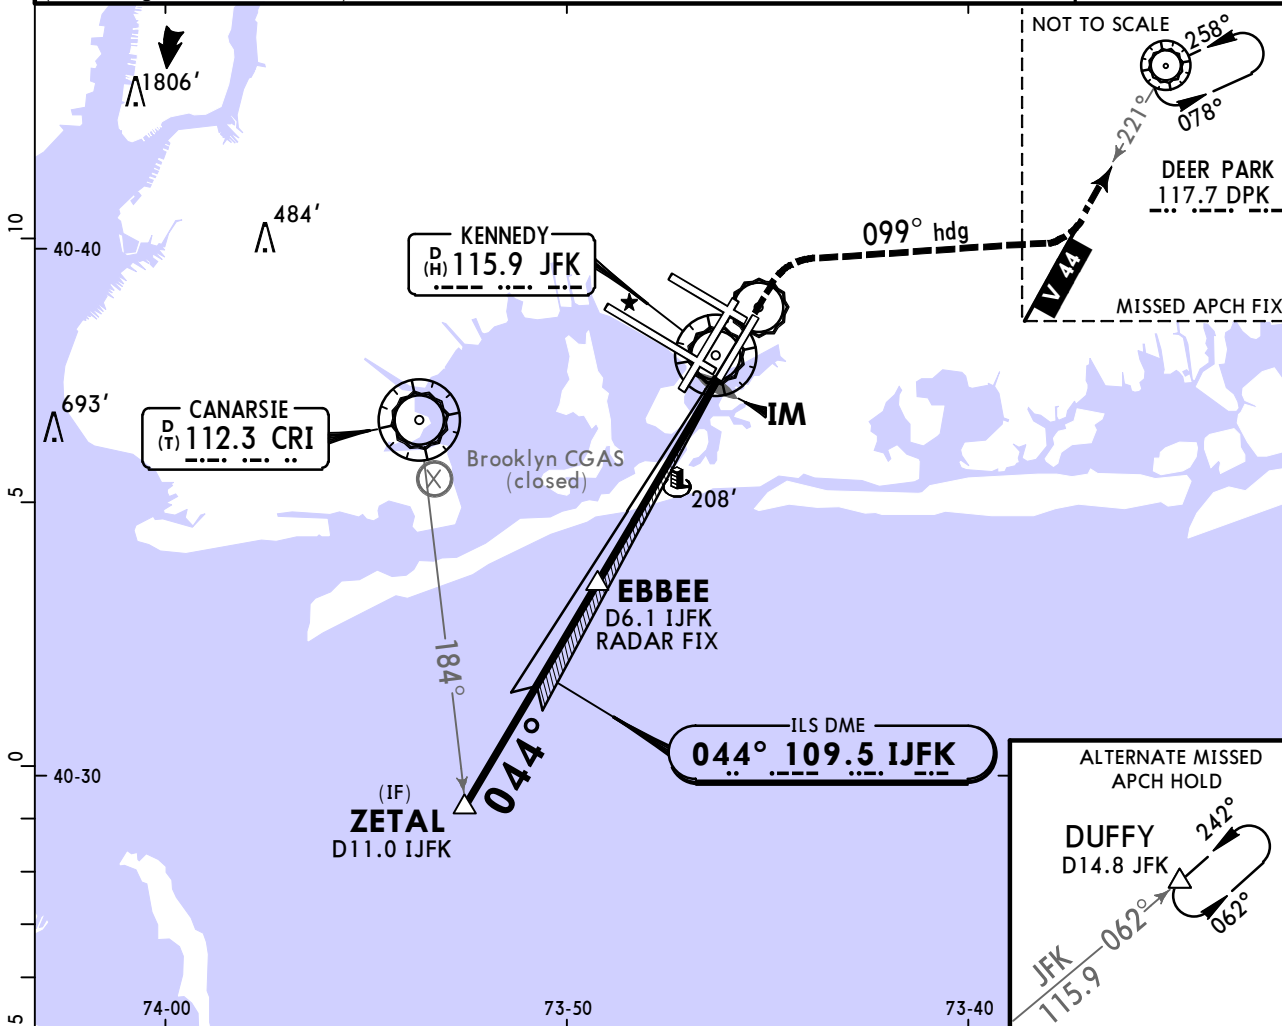 NOT TO SCALE
258°
078°
221°
DEER PARK
117.7 DPK
V 44
MISSED APCH FIX
1806'
484'
693'
10
40-40
KENNEDY
D
(H) 115.9 JFK
099° hdg
CANARSIE
D
(T) 112.3 CRI
IM
Brooklyn CGAS
(closed)
208'
5
EBBEE
D6.1 IJFK
RADAR FIX
184°
044°
ILS DME
044° 109.5 IJFK
0
40-30
(IF)
ZETAL
D11.0 IJFK
ALTERNATE MISSED
APCH HOLD
DUFFY
D14.8 JFK
242°
062°
062°
JFK
115.9
5
74-00
73-50
73-40